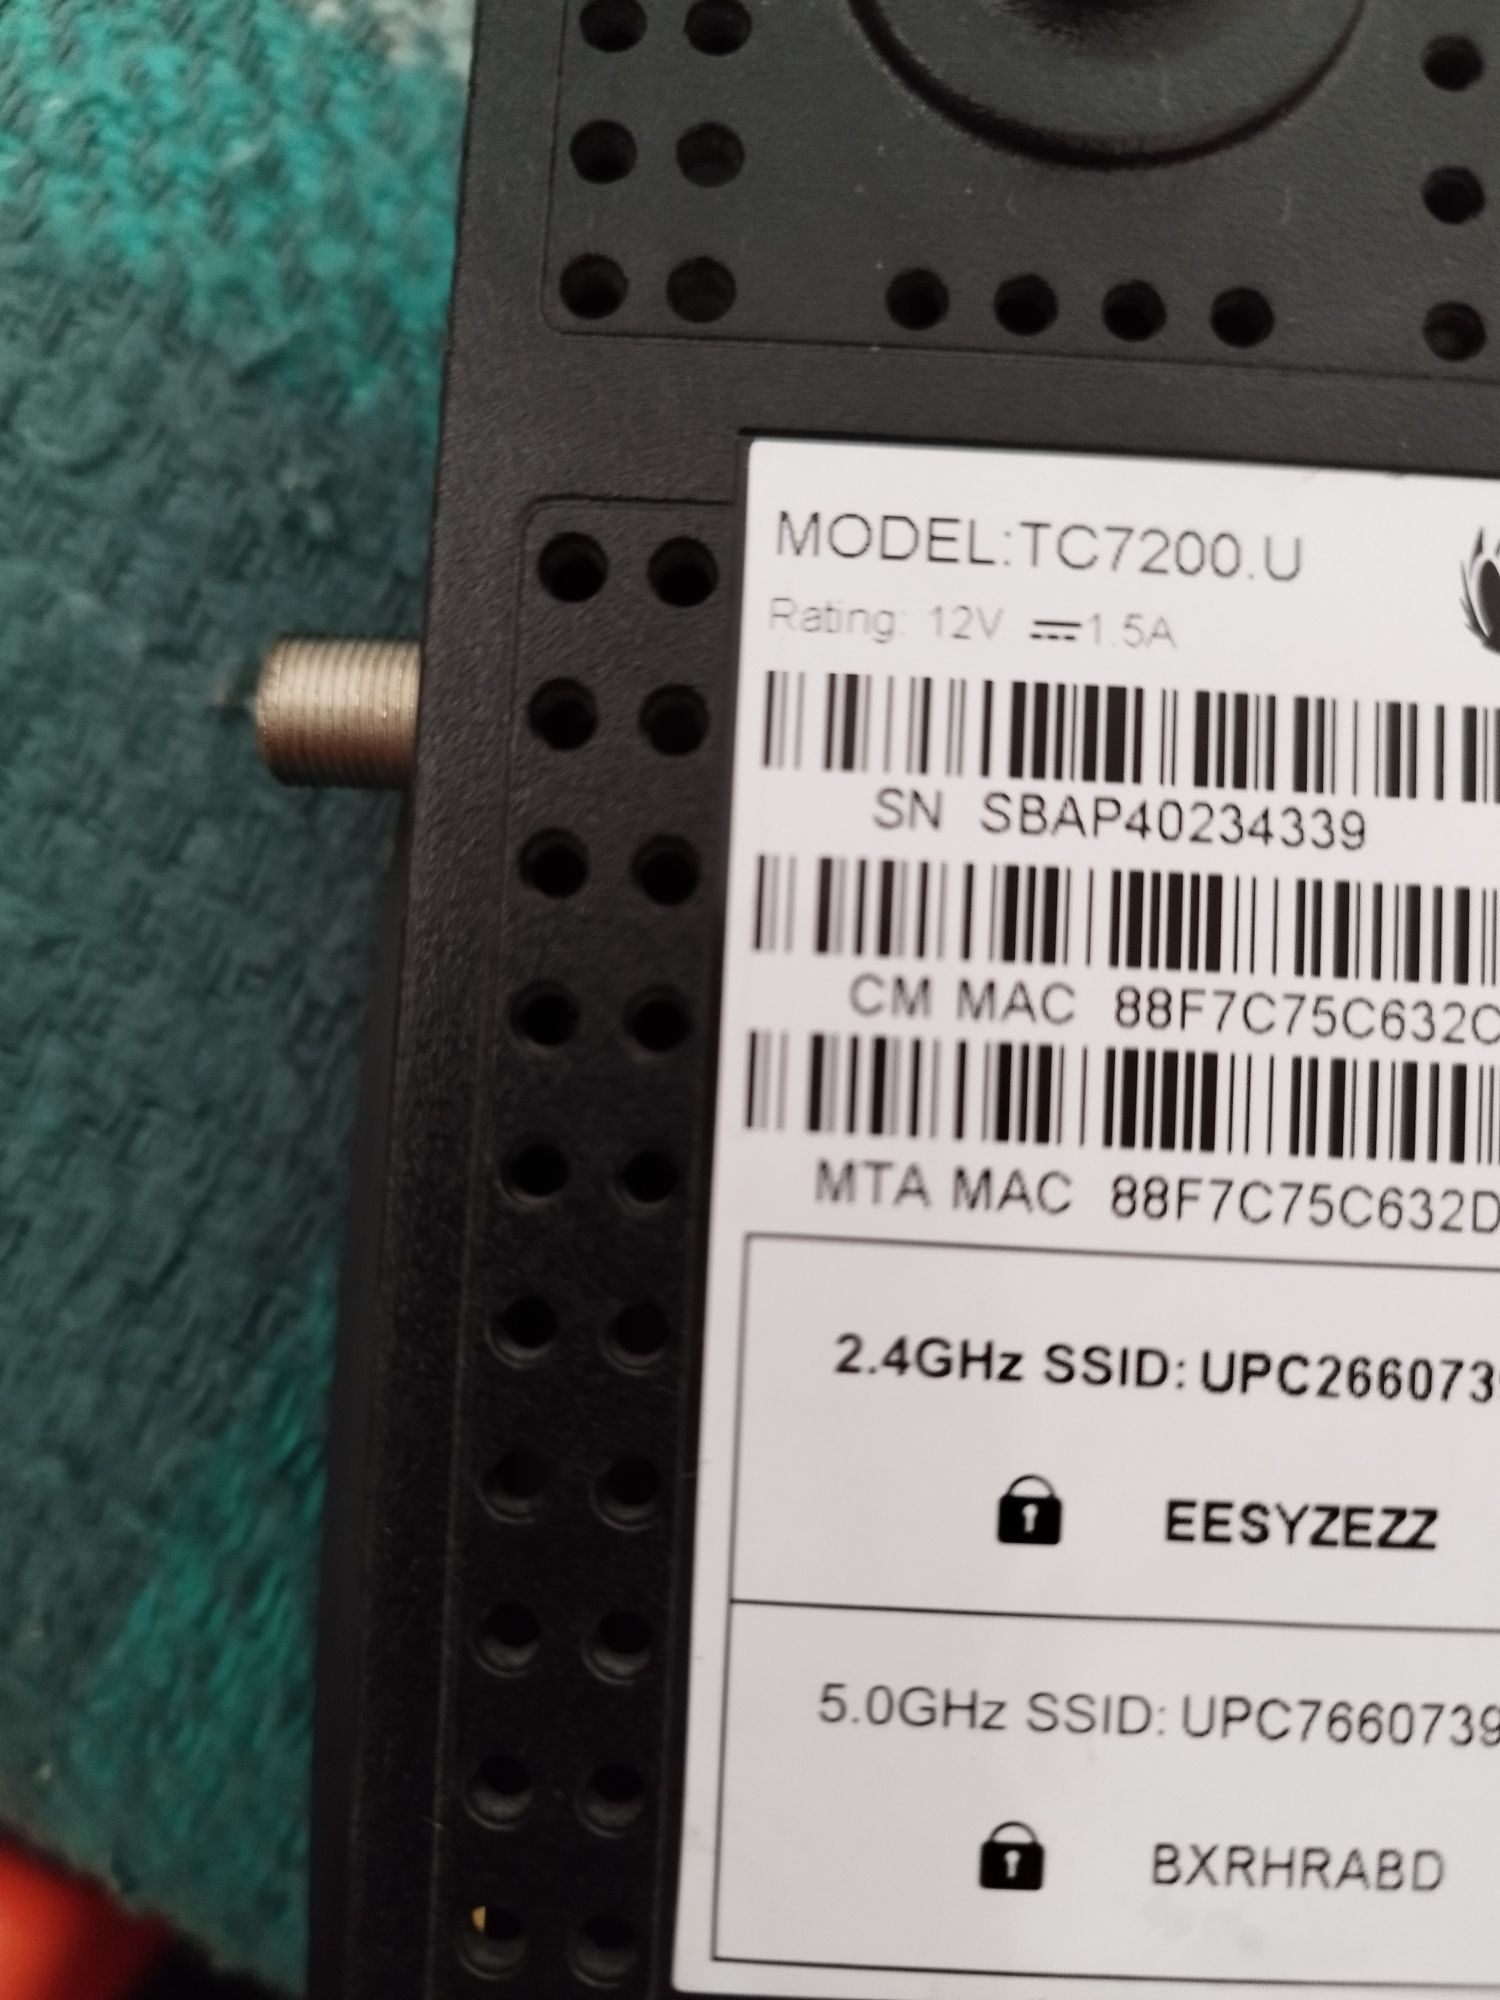 MODEL:TC7200.U
Rating: 12V ⎓1.5A
SN SBAP40234339
CM MAC 88F7C75C632C
MTA MAC 88F7C75C632D
2.4GHz SSID: UPC266073
EESYZEZZ
5.0GHz SSID: UPC7660739
BXRHRABD